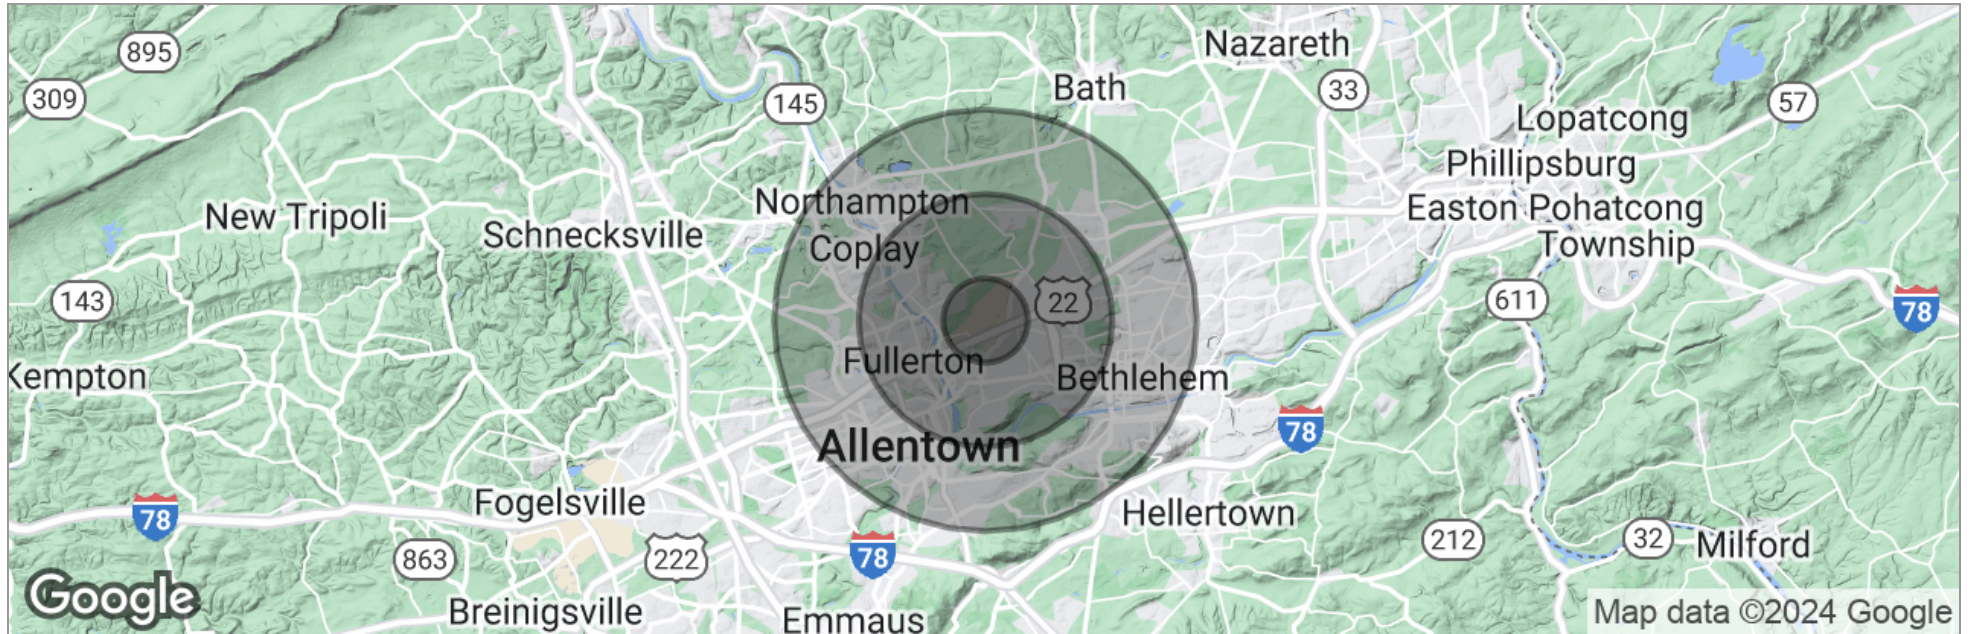 Nazareth
895
Bath
33
309
145
57
Lopatcong
Phillipsburg
Northampton
New Tripoli
Easton Pohatcong
Township
Schnecksville
Coplay
143
22
611
78
Fullerton
Kempton
Bethlehem
78
Allentown
Fogelsville
78
Hellertown
863
222
78
212
32
Milford
Google
Breinigsville
Emmaus
Map data ©2024 Google